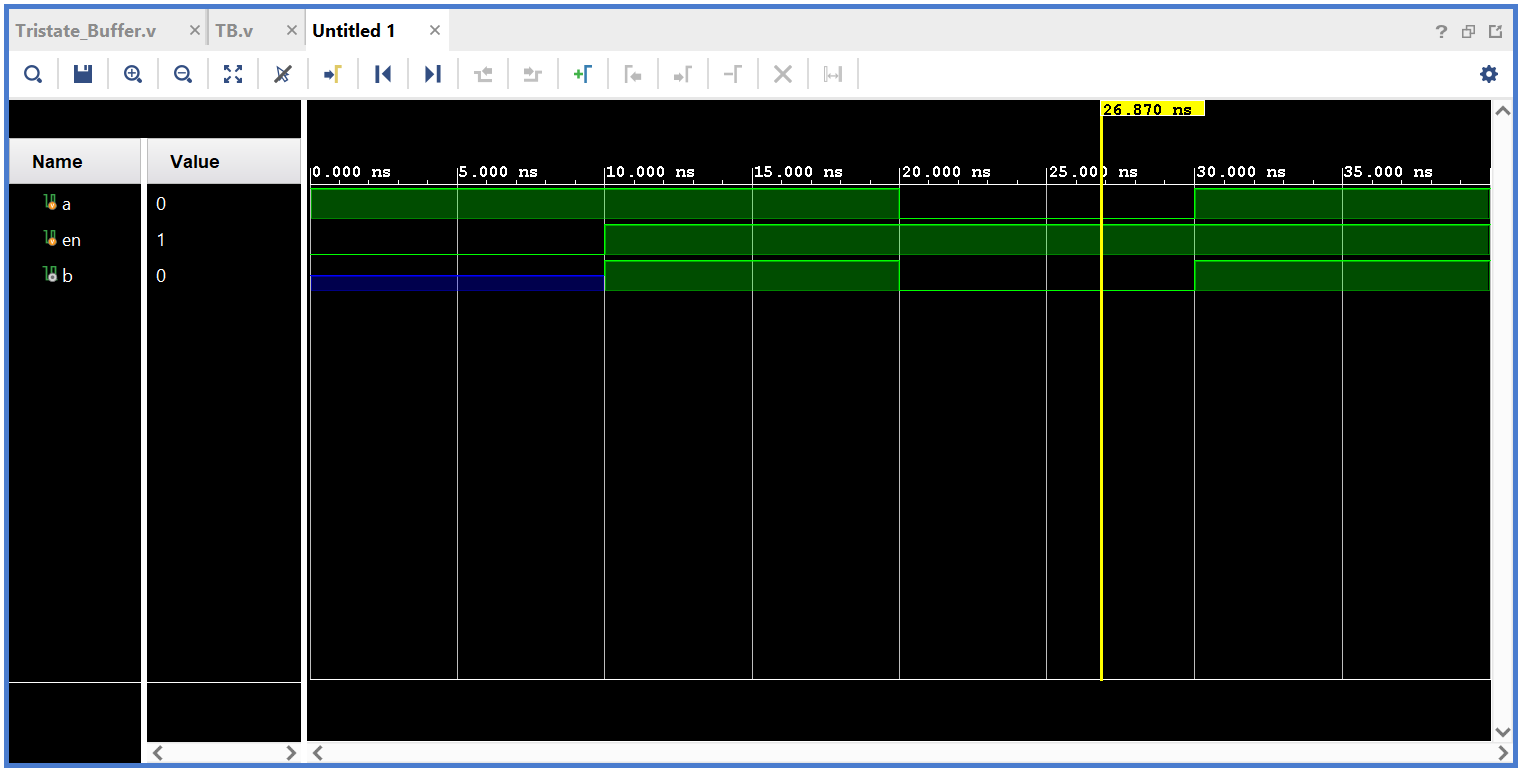 Tristate_Buffer.v × TB.v × Untitled 1 ×
?
26.870 ns
Name Value
0.000 ns 5.000 ns 10.000 ns 15.000 ns 20.000 ns 25.000 ns 30.000 ns 35.000 ns
a 0
en 1
b 0